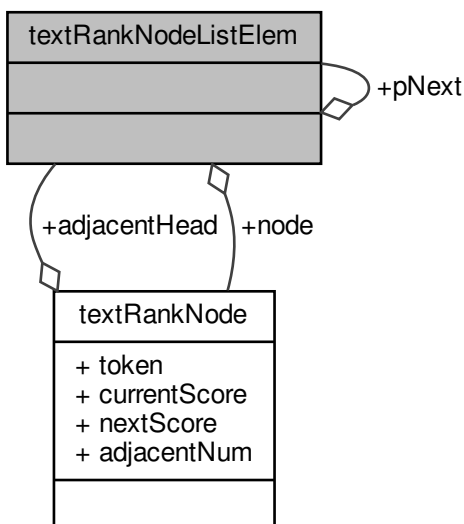 textRankNodeListElem
+pNext
+adjacentHead
+node
textRankNode
+ token
+ currentScore
+ nextScore
+ adjacentNum